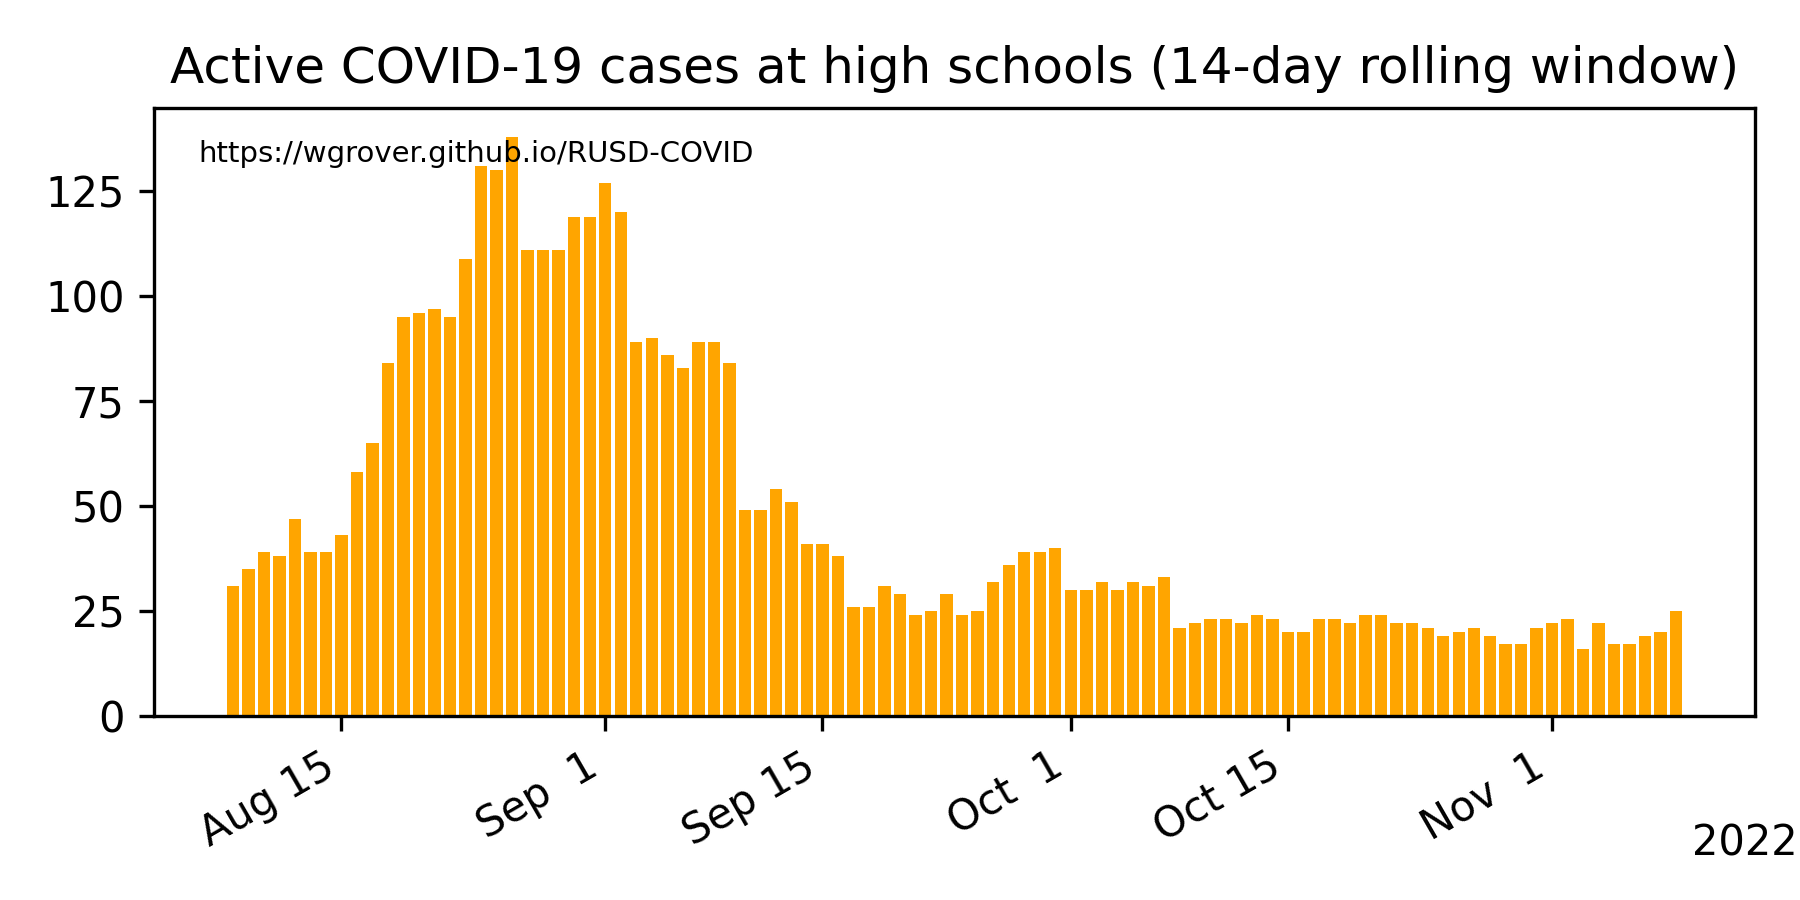 Active COVID-19 cases at high schools (14-day rolling window)
https://wgrover.github.io/RUSD-COVID
125
100
75
50
25
0
Aug 15
Sep 1
Sep 15
Oct 1
Oct 15
Nov 1
2022